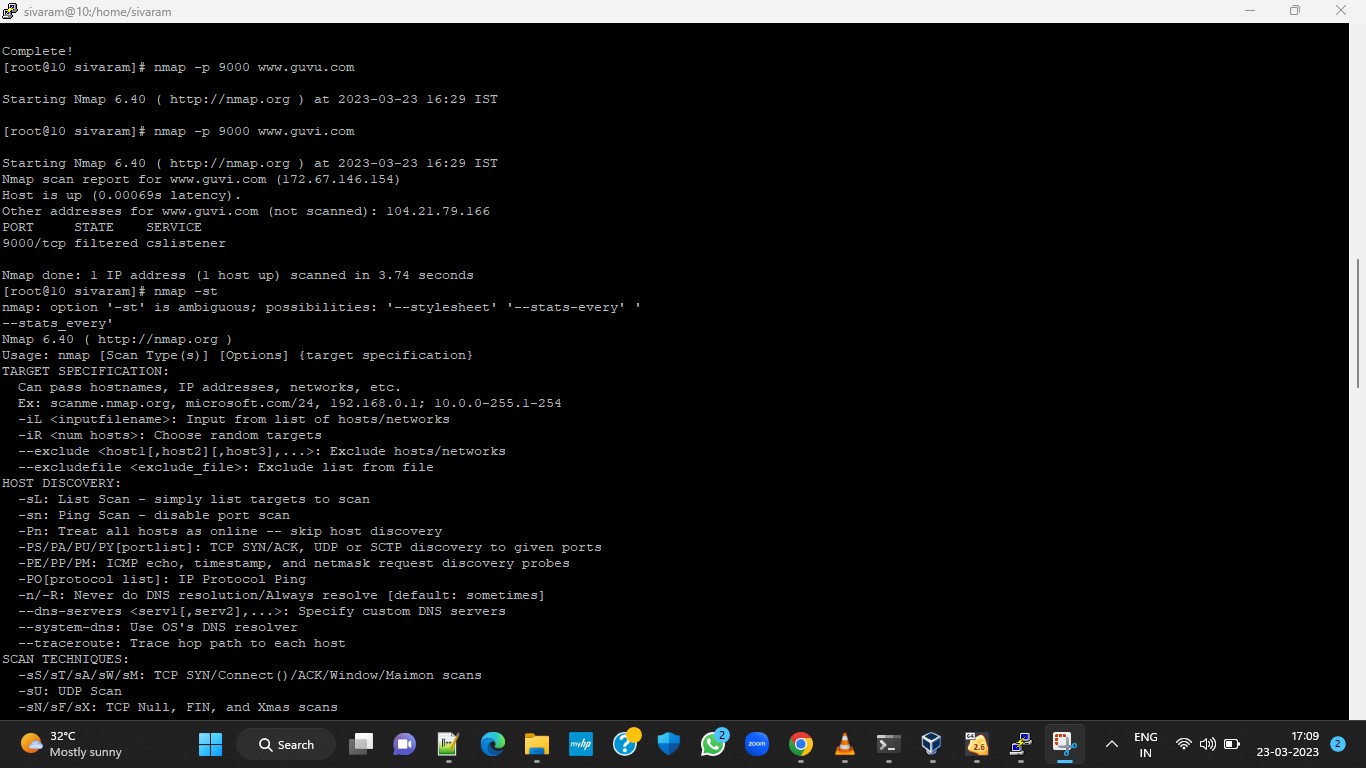 sivaram@10:/home/sivaram
Complete!
[root@10 sivaram]# nmap -p 9000 www.guvu.com
Starting Nmap 6.40 ( http://nmap.org ) at 2023-03-23 16:29 IST
[root@10 sivaram]# nmap -p 9000 www.guvi.com
Starting Nmap 6.40 ( http://nmap.org ) at 2023-03-23 16:29 IST
Nmap scan report for www.guvi.com (172.67.146.154)
Host is up (0.00069s latency).
Other addresses for www.guvi.com (not scanned): 104.21.79.166
PORT     STATE    SERVICE
9000/tcp filtered cslistener
Nmap done: 1 IP address (1 host up) scanned in 3.74 seconds
[root@10 sivaram]# nmap -st
nmap: option '-st' is ambiguous; possibilities: '--stylesheet' '--stats-every' '
--stats_every'
Nmap 6.40 ( http://nmap.org )
Usage: nmap [Scan Type(s)] [Options] {target specification}
TARGET SPECIFICATION:
  Can pass hostnames, IP addresses, networks, etc.
  Ex: scanme.nmap.org, microsoft.com/24, 192.168.0.1; 10.0.0-255.1-254
  -iL <inputfilename>: Input from list of hosts/networks
  -iR <num hosts>: Choose random targets
  --exclude <host1[,host2][,host3],...>: Exclude hosts/networks
  --excludefile <exclude_file>: Exclude list from file
HOST DISCOVERY:
  -sL: List Scan - simply list targets to scan
  -sn: Ping Scan - disable port scan
  -Pn: Treat all hosts as online -- skip host discovery
  -PS/PA/PU/PY[portlist]: TCP SYN/ACK, UDP or SCTP discovery to given ports
  -PE/PP/PM: ICMP echo, timestamp, and netmask request discovery probes
  -PO[protocol list]: IP Protocol Ping
  -n/-R: Never do DNS resolution/Always resolve [default: sometimes]
  --dns-servers <serv1[,serv2],...>: Specify custom DNS servers
  --system-dns: Use OS's DNS resolver
  --traceroute: Trace hop path to each host
SCAN TECHNIQUES:
  -sS/sT/sA/sW/sM: TCP SYN/Connect()/ACK/Window/Maimon scans
  -sU: UDP Scan
  -sN/sF/sX: TCP Null, FIN, and Xmas scans
32°C
Mostly sunny
Search
myhp
2
zoom
2.6
ENG
IN
17:09
23-03-2023
2